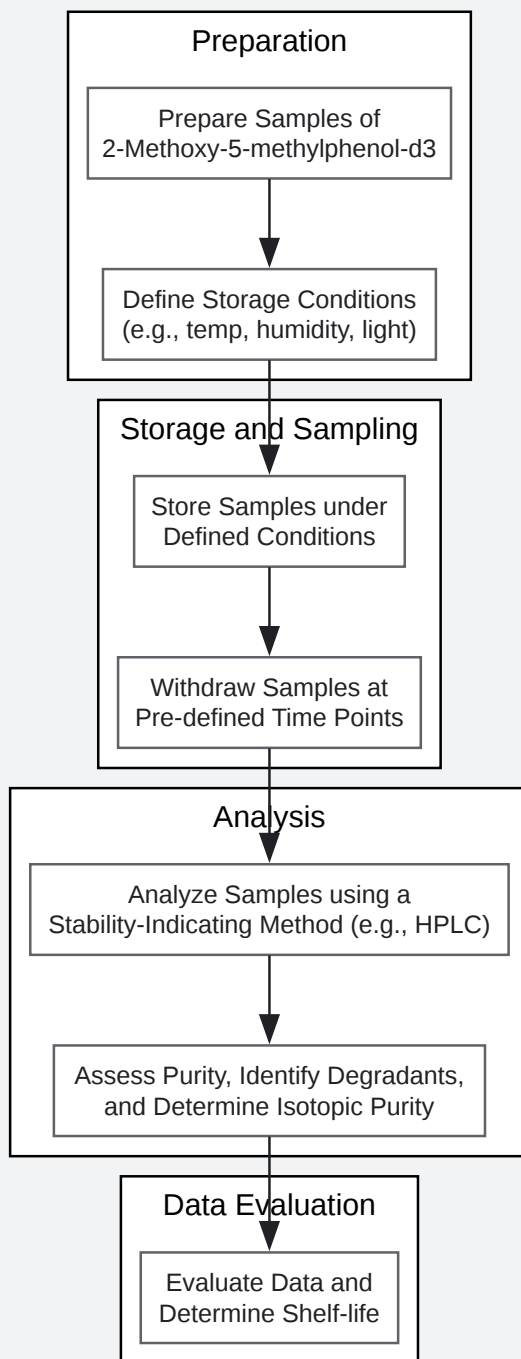 Preparation
Prepare Samples of
2-Methoxy-5-methylphenol-d3
Define Storage Conditions
(e.g., temp, humidity, light)
Storage and Sampling
Store Samples under
Defined Conditions
Withdraw Samples at
Pre-defined Time Points
Analysis
Analyze Samples using a
Stability-Indicating Method (e.g., HPLC)
Assess Purity, Identify Degradants,
and Determine Isotopic Purity
Data Evaluation
Evaluate Data and
Determine Shelf-life